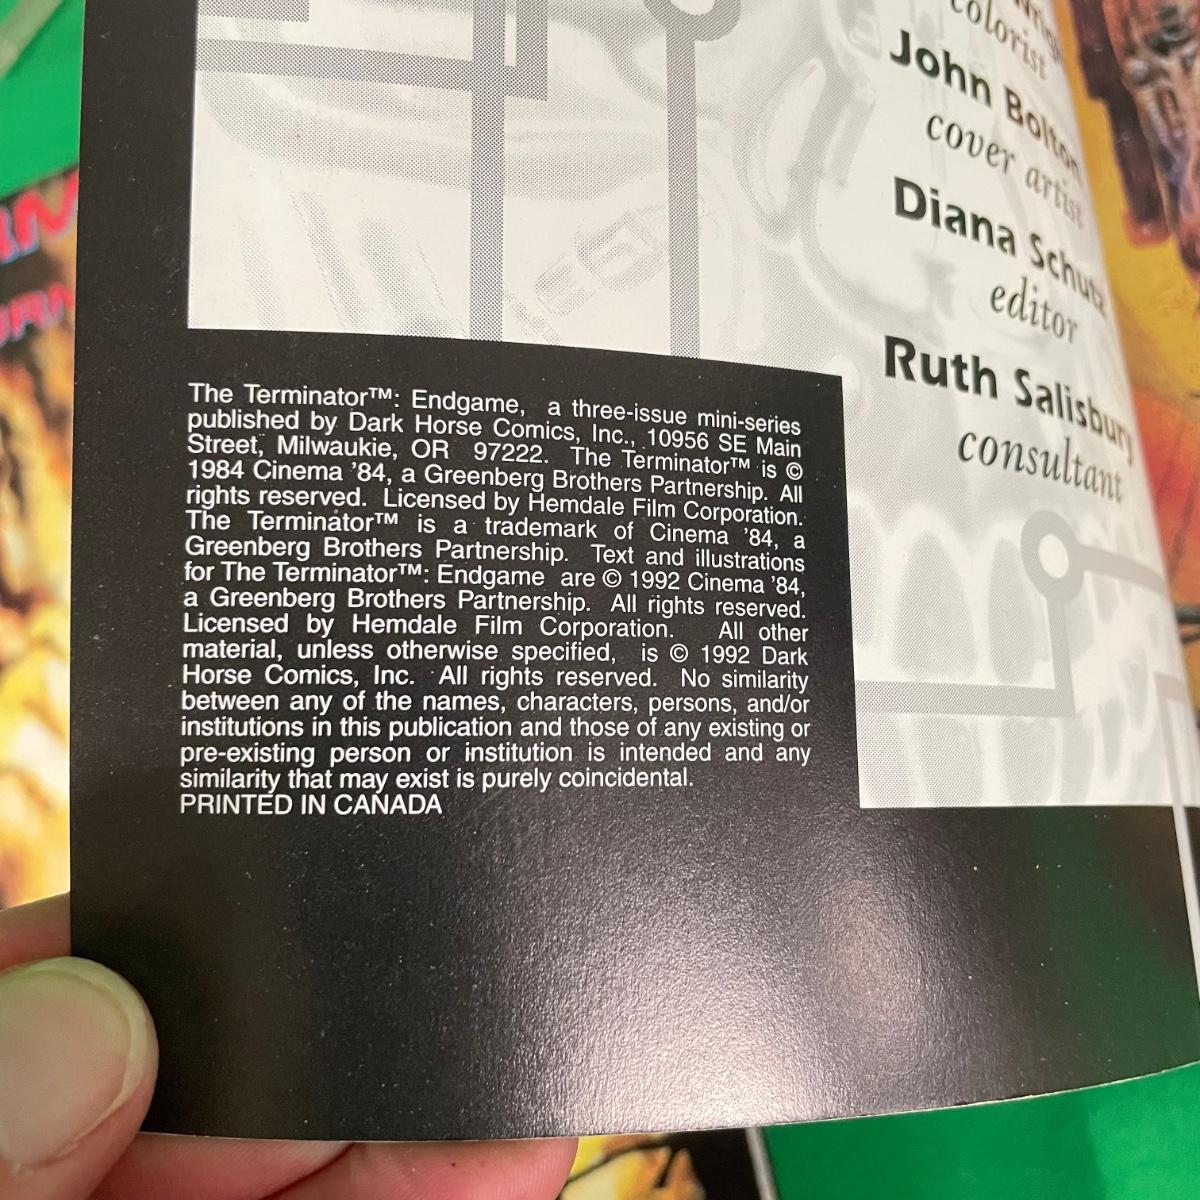 colorist
John Bolton
cover artist
Diana Schutz
editor
Ruth Salisbury
consultant
The Terminator™: Endgame, a three-issue mini-series
published by Dark Horse Comics, Inc., 10956 SE Main
Street, Milwaukie, OR 97222. The Terminator™ is ©
1984 Cinema '84, a Greenberg Brothers Partnership. All
rights reserved. Licensed by Hemdale Film Corporation.
The Terminator™ is a trademark of Cinema '84, a
Greenberg Brothers Partnership. Text and illustrations
for The Terminator™: Endgame are © 1992 Cinema '84,
a Greenberg Brothers Partnership. All rights reserved.
Licensed by Hemdale Film Corporation. All other
material, unless otherwise specified, is © 1992 Dark
Horse Comics, Inc. All rights reserved. No similarity
between any of the names, characters, persons, and/or
institutions in this publication and those of any existing or
pre-existing person or institution is intended and any
similarity that may exist is purely coincidental.
PRINTED IN CANADA